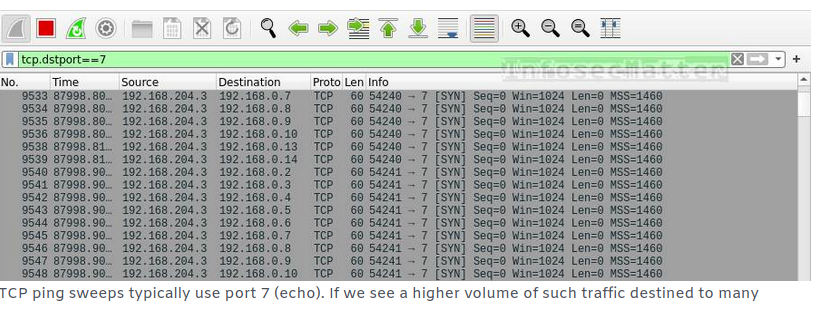 tcp.dstport==7
InfosecMatter
No. Time Source Destination Proto Len Info
9533 87998.80… 192.168.204.3 192.168.0.7 TCP 60 54240 → 7 [SYN] Seq=0 Win=1024 Len=0 MSS=1460
9534 87998.80… 192.168.204.3 192.168.0.8 TCP 60 54240 → 7 [SYN] Seq=0 Win=1024 Len=0 MSS=1460
9535 87998.80… 192.168.204.3 192.168.0.9 TCP 60 54240 → 7 [SYN] Seq=0 Win=1024 Len=0 MSS=1460
9536 87998.80… 192.168.204.3 192.168.0.10 TCP 60 54240 → 7 [SYN] Seq=0 Win=1024 Len=0 MSS=1460
9538 87998.81… 192.168.204.3 192.168.0.13 TCP 60 54240 → 7 [SYN] Seq=0 Win=1024 Len=0 MSS=1460
9539 87998.81… 192.168.204.3 192.168.0.14 TCP 60 54240 → 7 [SYN] Seq=0 Win=1024 Len=0 MSS=1460
9540 87998.90… 192.168.204.3 192.168.0.2 TCP 60 54241 → 7 [SYN] Seq=0 Win=1024 Len=0 MSS=1460
9541 87998.90… 192.168.204.3 192.168.0.3 TCP 60 54241 → 7 [SYN] Seq=0 Win=1024 Len=0 MSS=1460
9542 87998.90… 192.168.204.3 192.168.0.4 TCP 60 54241 → 7 [SYN] Seq=0 Win=1024 Len=0 MSS=1460
9543 87998.90… 192.168.204.3 192.168.0.5 TCP 60 54241 → 7 [SYN] Seq=0 Win=1024 Len=0 MSS=1460
9544 87998.90… 192.168.204.3 192.168.0.6 TCP 60 54241 → 7 [SYN] Seq=0 Win=1024 Len=0 MSS=1460
9545 87998.90… 192.168.204.3 192.168.0.7 TCP 60 54241 → 7 [SYN] Seq=0 Win=1024 Len=0 MSS=1460
9546 87998.90… 192.168.204.3 192.168.0.8 TCP 60 54241 → 7 [SYN] Seq=0 Win=1024 Len=0 MSS=1460
9547 87998.90… 192.168.204.3 192.168.0.9 TCP 60 54241 → 7 [SYN] Seq=0 Win=1024 Len=0 MSS=1460
9548 87998.90… 192.168.204.3 192.168.0.10 TCP 60 54241 → 7 [SYN] Seq=0 Win=1024 Len=0 MSS=1460
TCP ping sweeps typically use port 7 (echo). If we see a higher volume of such traffic destined to many